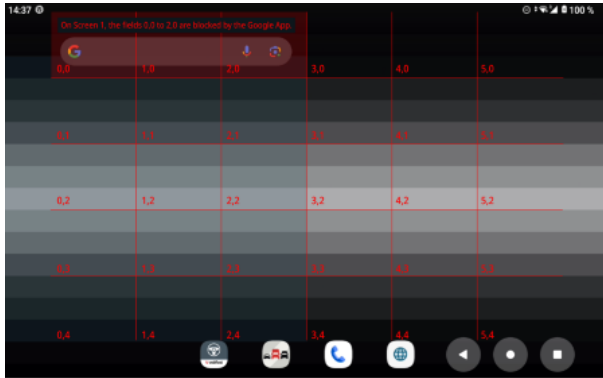 14:37
100 %
On Screen 1, the fields 0,0 to 2,0 are blocked by the Google App.
G
0,0 1,0 2,0 3,0 4,0 5,0
0,1 1,1 2,1 3,1 4,1 5,1
0,2 1,2 2,2 3,2 4,2 5,2
0,3 1,3 2,3 3,3 4,3 5,3
0,4 1,4 2,4 3,4 4,4 5,4